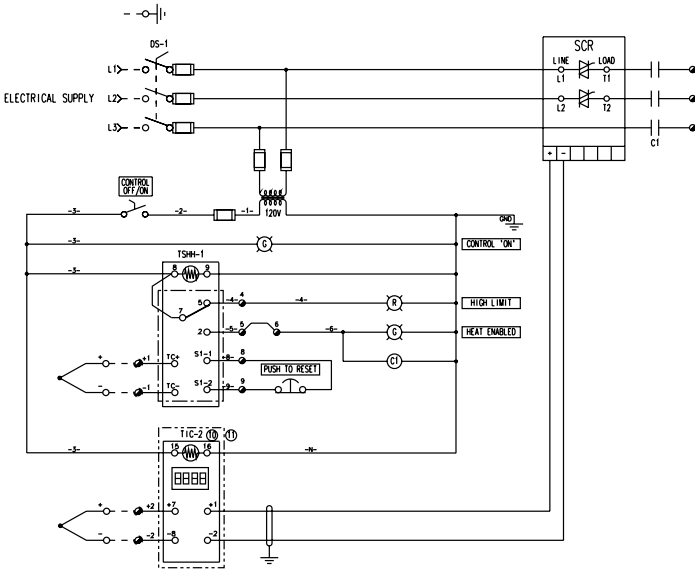 DS-1
SCR
LINE LOAD
L1
L1 T1
ELECTRICAL SUPPLY L2
L2 T2
L3
C1
+ -
CONTROL
OFF/ON
-3- -2- -1-
120V
GND
-3- G CONTROL "ON"
TSHH-1
-3- 8 9
5 -4- 4 -4- R HIGH LIMIT
7
2 -5- 5 6 -6- G HEAT ENABLED
+ +1 TC+ S1-1 -8- 8 C1
PUSH TO RESET
- -1 TC- S1-2 -9- 9
TIC-2 10 11
-3- 15 16 -N-
8888
+ +2 +7 +1
- -2 -8 -2